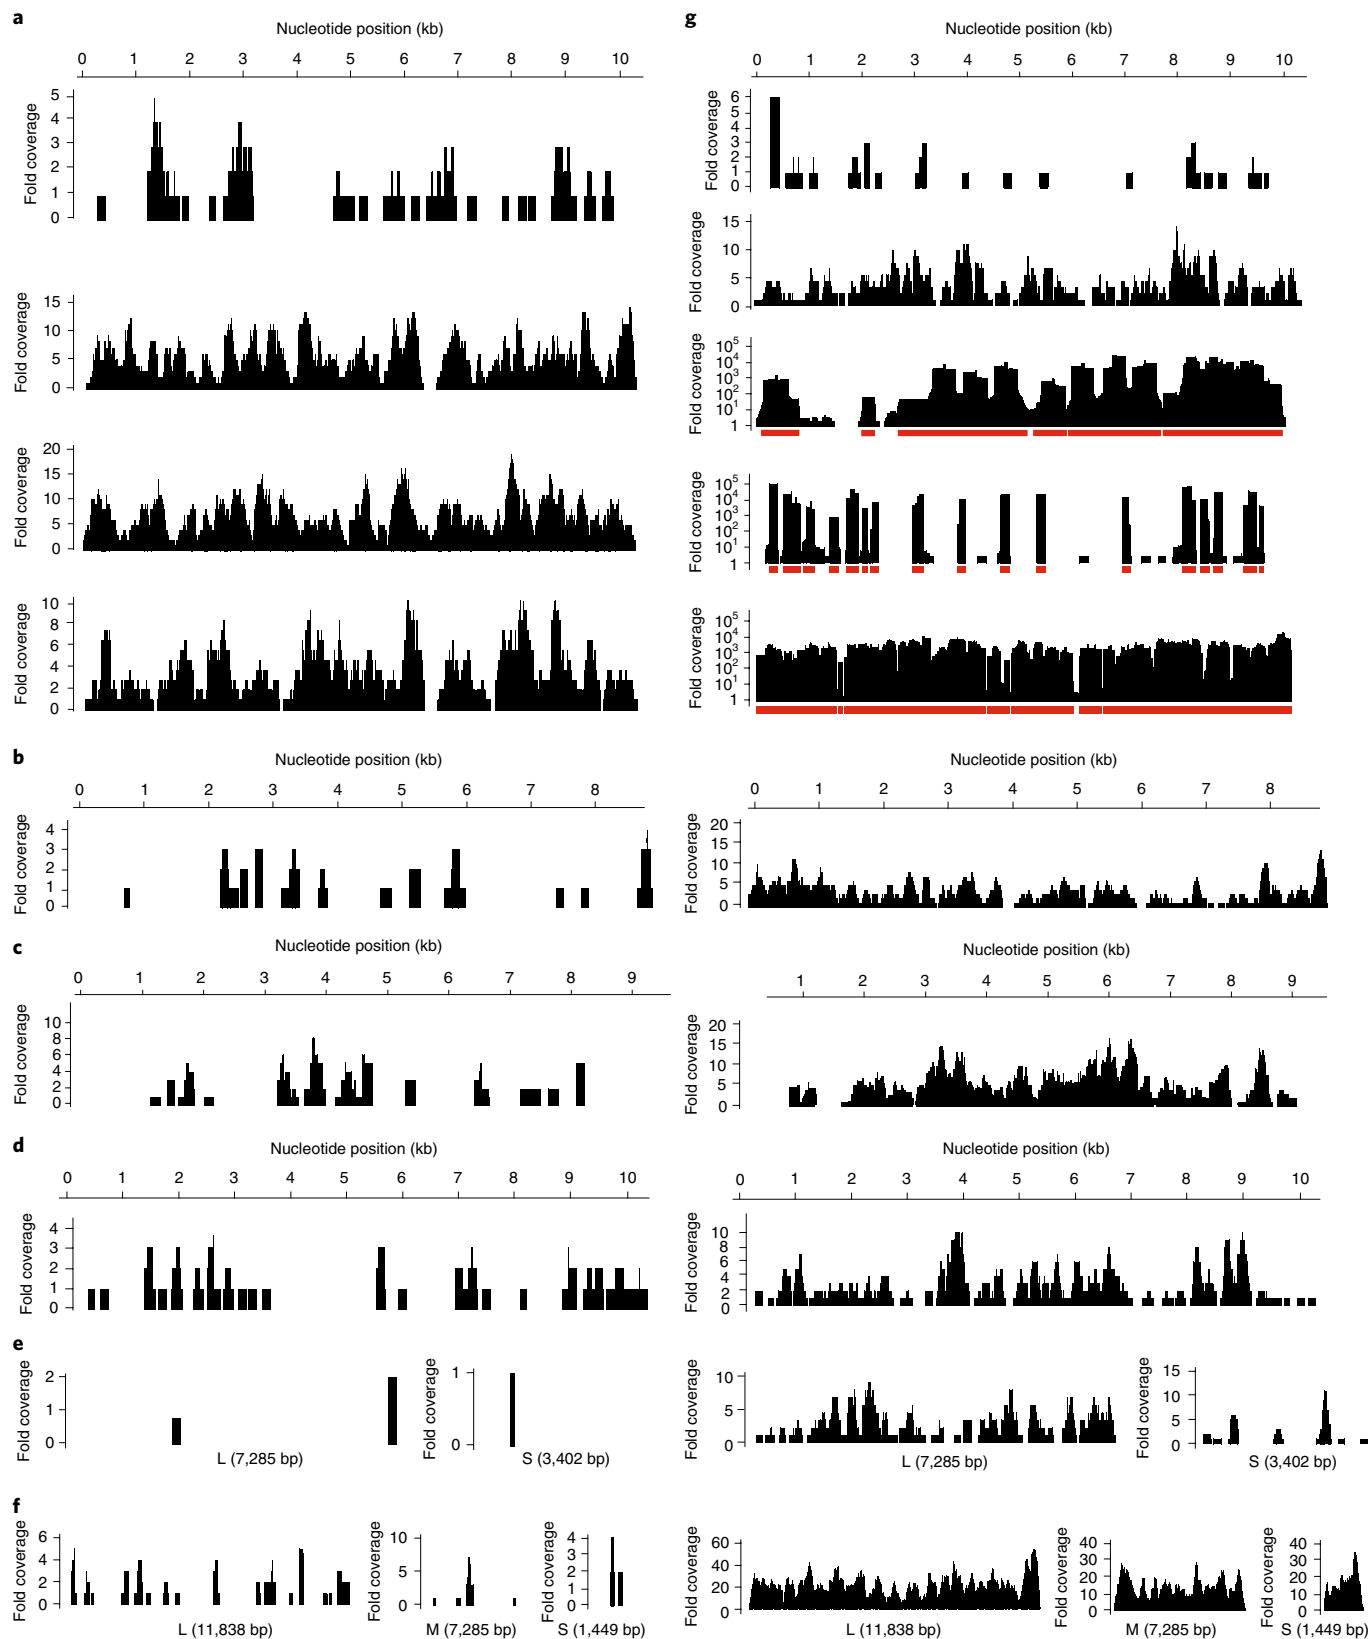 a
Nucleotide position (kb)
0 1 2 3 4 5 6 7 8 9 10
Fold coverage
5
4
3
2
1
0
Fold coverage
15
10
5
0
Fold coverage
20
15
10
5
0
Fold coverage
10
8
6
4
2
0
g
Nucleotide position (kb)
0 1 2 3 4 5 6 7 8 9 10
Fold coverage
6
5
4
3
2
1
0
Fold coverage
15
10
5
0
Fold coverage
10⁵
10⁴
10³
10²
10¹
1
Fold coverage
10⁵
10⁴
10³
10²
10¹
1
Fold coverage
10⁵
10⁴
10³
10²
10¹
1
b
Nucleotide position (kb)
0 1 2 3 4 5 6 7 8
Fold coverage
4
3
2
1
0
Nucleotide position (kb)
0 1 2 3 4 5 6 7 8
Fold coverage
20
15
10
5
0
c
Nucleotide position (kb)
0 1 2 3 4 5 6 7 8 9
Fold coverage
10
8
6
4
2
0
Nucleotide position (kb)
1 2 3 4 5 6 7 8 9
Fold coverage
20
15
10
5
0
d
Nucleotide position (kb)
0 1 2 3 4 5 6 7 8 9 10
Fold coverage
4
3
2
1
0
Nucleotide position (kb)
0 1 2 3 4 5 6 7 8 9 10
Fold coverage
10
8
6
4
2
0
e
Fold coverage
2
1
0
L (7,285 bp)
Fold coverage
1
0
S (3,402 bp)
Fold coverage
10
5
0
L (7,285 bp)
Fold coverage
15
10
5
0
S (3,402 bp)
f
Fold coverage
6
4
2
0
L (11,838 bp)
Fold coverage
10
5
0
M (7,285 bp)
Fold coverage
4
3
2
1
0
S (1,449 bp)
Fold coverage
60
40
20
0
L (11,838 bp)
Fold coverage
40
30
20
10
0
M (7,285 bp)
Fold coverage
40
30
20
10
0
S (1,449 bp)